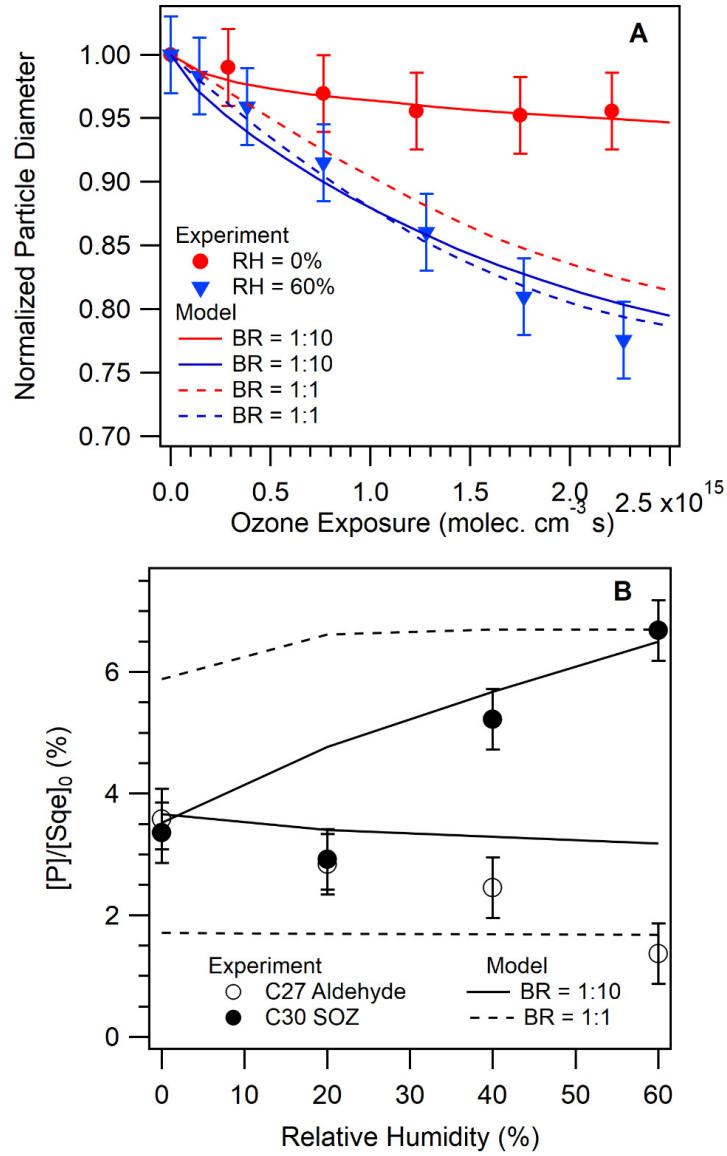 A
1.00
0.95
0.90
0.85
0.80
0.75
0.70
Normalized Particle Diameter
Experiment
RH = 0%
RH = 60%
Model
BR = 1:10
BR = 1:10
BR = 1:1
BR = 1:1
0.0 0.5 1.0 1.5 2.0 2.5 x10¹⁵
Ozone Exposure (molec. cm⁻³ s)
B
6
4
2
0
[P]/[Sqe]₀ (%)
Experiment Model
C27 Aldehyde BR = 1:10
C30 SOZ BR = 1:1
0 10 20 30 40 50 60
Relative Humidity (%)